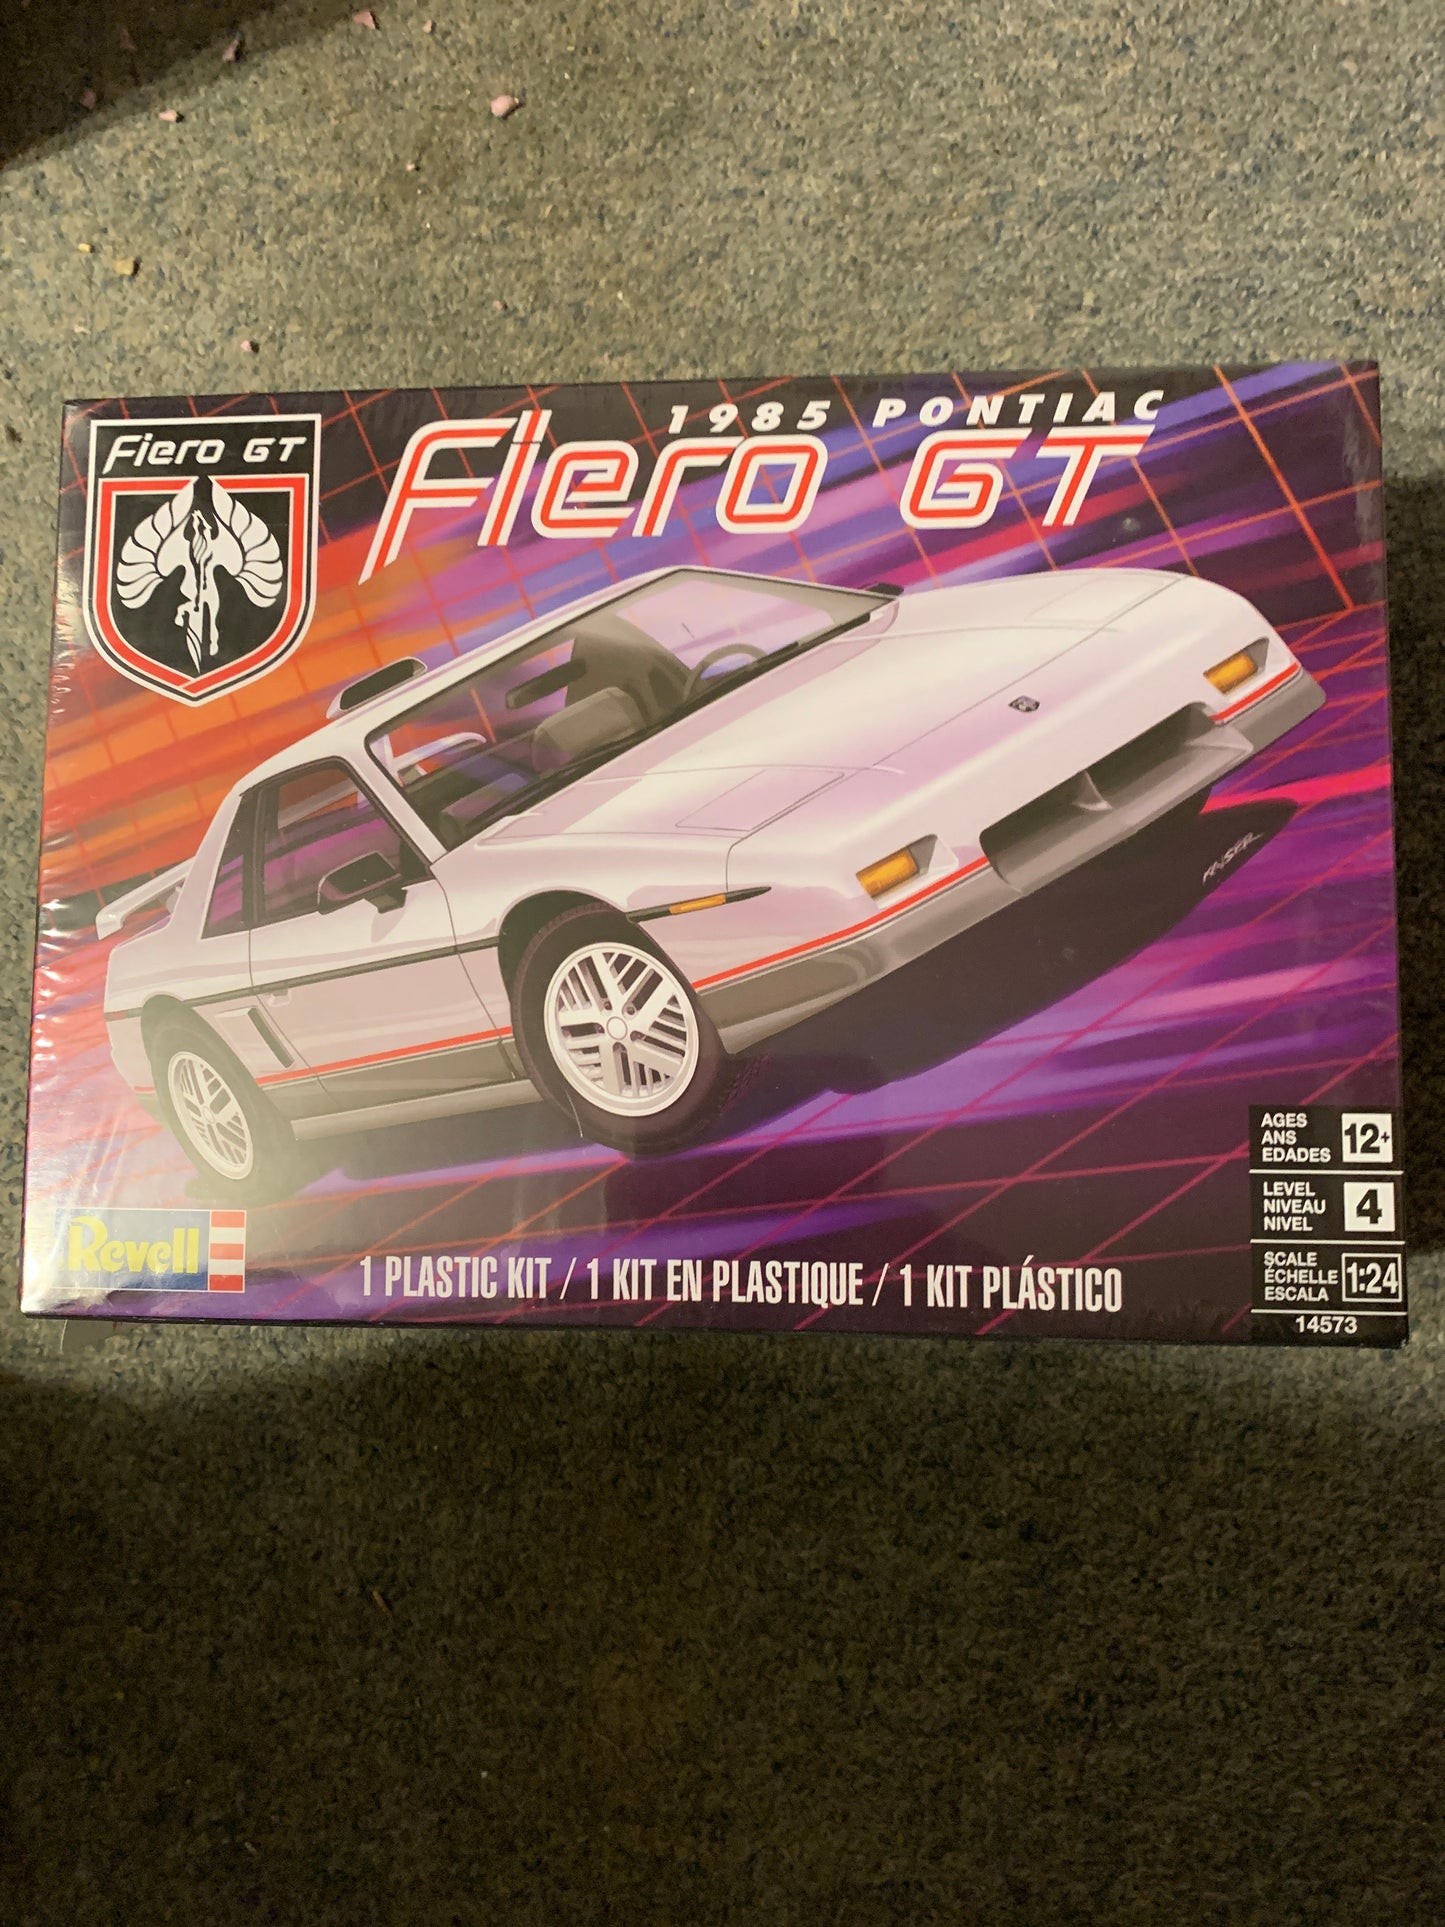 1985 PONTIAC
Fiero GT
Fiero GT
KAYSER
AGES
ANS
EDADES
12+
LEVEL
NIVEAU
NIVEL
4
SCALE
ÉCHELLE
ESCALA
1:24
14573
Revell
1 PLASTIC KIT / 1 KIT EN PLASTIQUE / 1 KIT PLÁSTICO